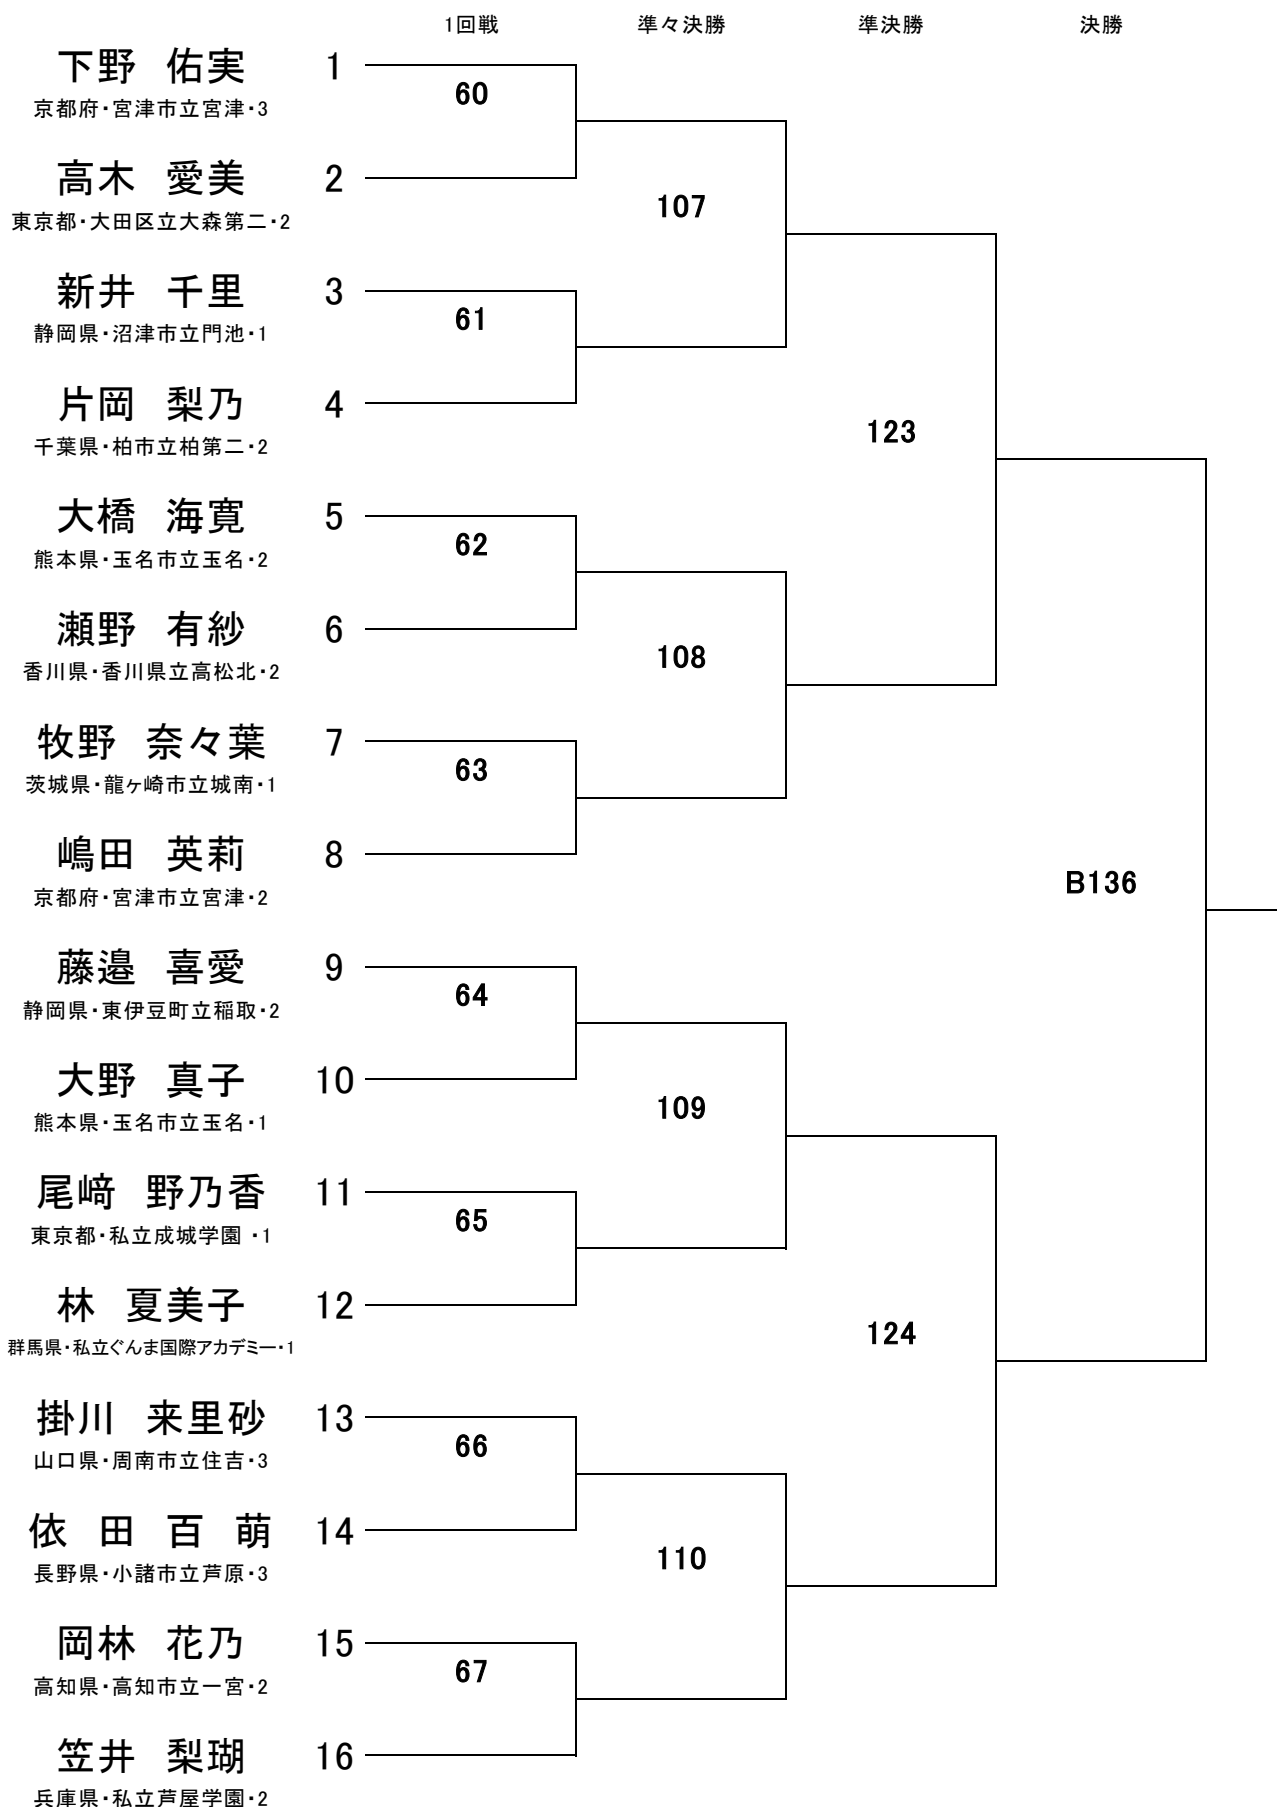 1回戦 準々決勝 準決勝 決勝
下野 佑実 1
60
京都府・宮津市立宮津・3
高木 愛美 2
107
東京都・大田区立大森第二・2
新井 千里 3
61
静岡県・沼津市立門池・1
片岡 梨乃 4
123
千葉県・柏市立柏第二・2
大橋 海寛 5
62
熊本県・玉名市立玉名・2
瀬野 有紗 6
108
香川県・香川県立高松北・2
牧野 奈々葉 7
63
茨城県・龍ヶ崎市立城南・1
嶋田 英莉 8
B136
京都府・宮津市立宮津・2
藤邉 喜愛 9
64
静岡県・東伊豆町立稲取・2
大野 真子 10
109
熊本県・玉名市立玉名・1
尾﨑 野乃香 11
65
東京都・私立成城学園 ・1
林 夏美子 12
124
群馬県・私立ぐんま国際アカデミー・1
掛川 来里砂 13
66
山口県・周南市立住吉・3
依 田 百 萌 14
110
長野県・小諸市立芦原・3
岡林 花乃 15
67
高知県・高知市立一宮・2
笠井 梨瑚 16
兵庫県・私立芦屋学園・2